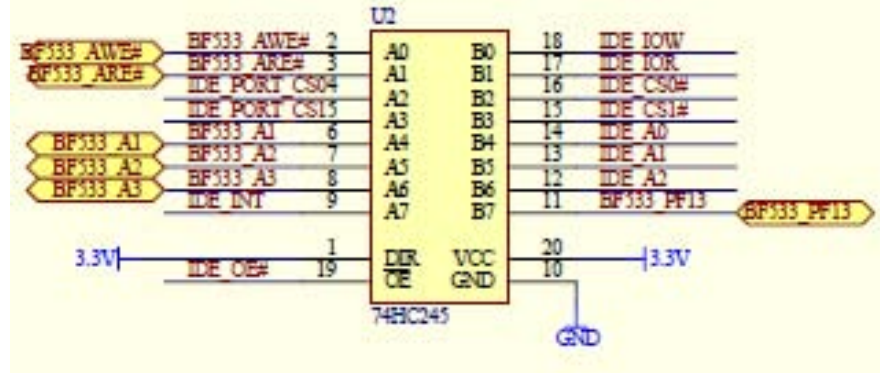 U2
BF533_AWE# BF533_AWE# 2 A0 B0 18 IDE_IOW
BF533_ARE# BF533_ARE# 3 A1 B1 17 IDE_IOR
IDE_PORT_CS0 4 A2 B2 16 IDE_CS0#
IDE_PORT_CS1 5 A3 B3 15 IDE_CS1#
BF533_A1 BF533_A1 6 A4 B4 14 IDE_A0
BF533_A2 BF533_A2 7 A5 B5 13 IDE_A1
BF533_A3 BF533_A3 8 A6 B6 12 IDE_A2
IDE_INT 9 A7 B7 11 BF533_PF13 BF533_PF13
3.3V 1 DIR VCC 20 3.3V
IDE_OE# 19 OE GND 10
74HC245
GND